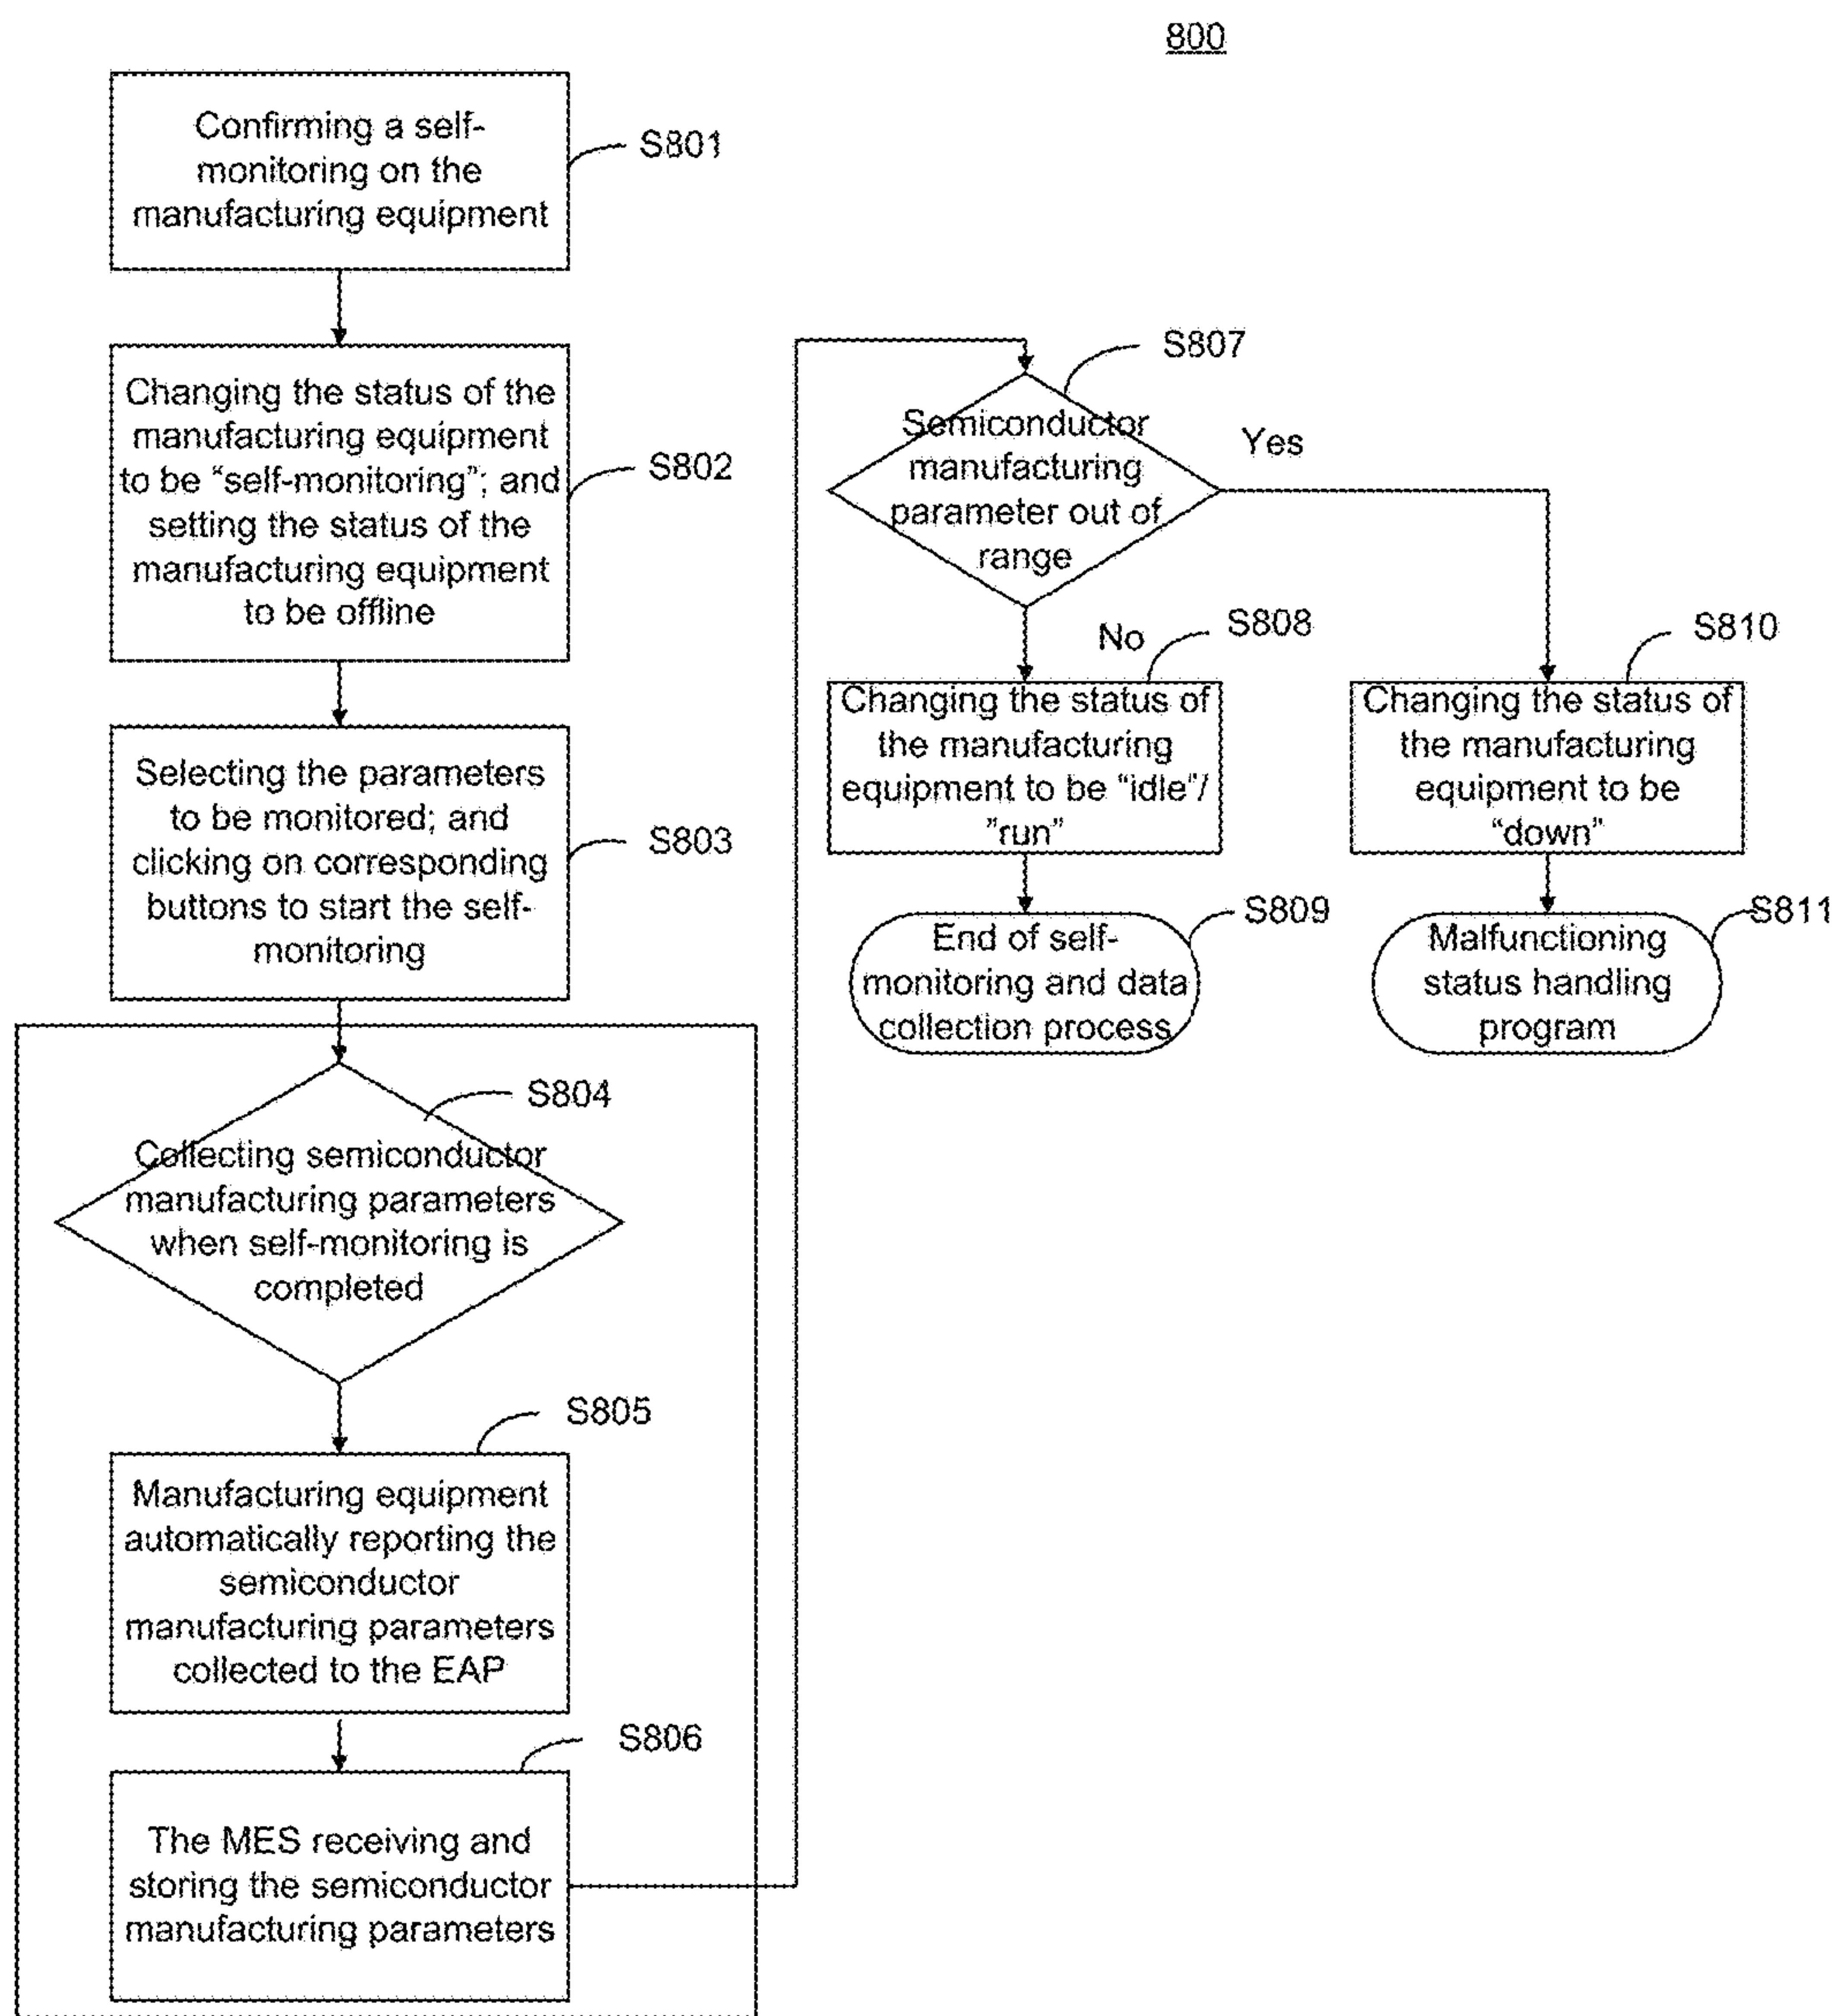 800
Confirming a self-
monitoring on the
manufacturing equipment
S801
Changing the status of the
manufacturing equipment
to be “self-monitoring”; and
setting the status of the
manufacturing equipment
to be offline
S802
Selecting the parameters
to be monitored; and
clicking on corresponding
buttons to start the self-
monitoring
S803
S804
Collecting semiconductor
manufacturing parameters
when self-monitoring is
completed
S805
Manufacturing equipment
automatically reporting the
semiconductor
manufacturing parameters
collected to the EAP
S806
The MES receiving and
storing the semiconductor
manufacturing parameters
S807
Semiconductor
manufacturing
parameter out of
range
Yes
No
S808
Changing the status of
the manufacturing
equipment to be “idle”/
”run”
S809
End of self-
monitoring and data
collection process
S810
Changing the status of
the manufacturing
equipment to be
“down”
S811
Malfunctioning
status handling
program